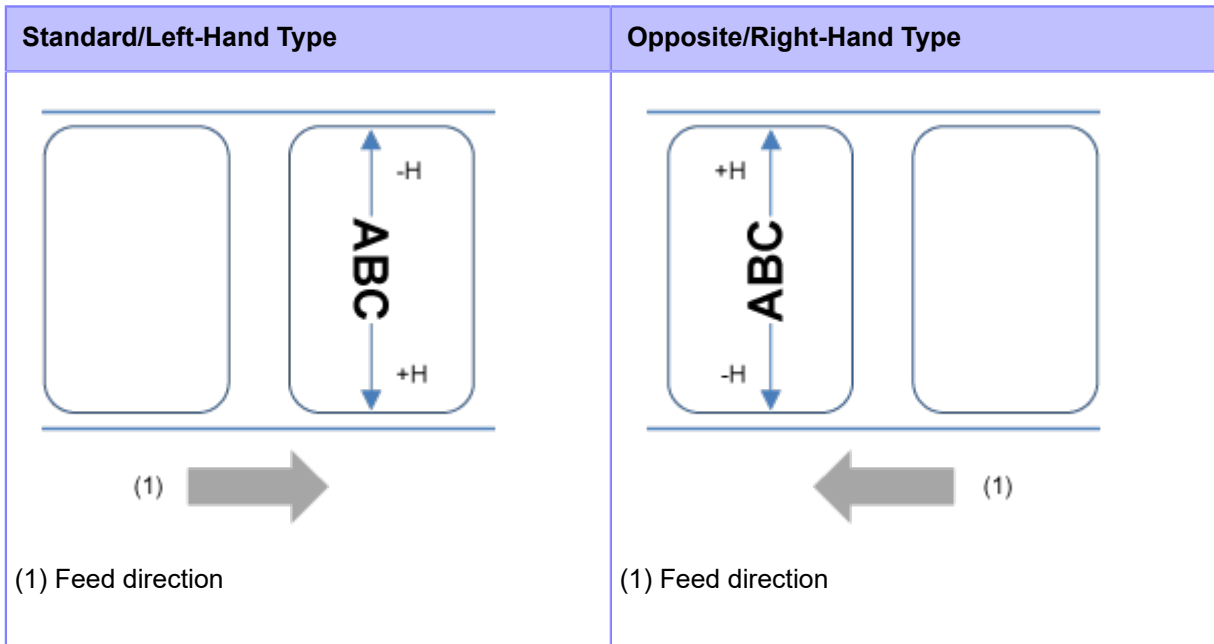 Standard/Left-Hand Type
Opposite/Right-Hand Type
-H
ABC
+H
(1)
(1) Feed direction
+H
ABC
-H
(1)
(1) Feed direction